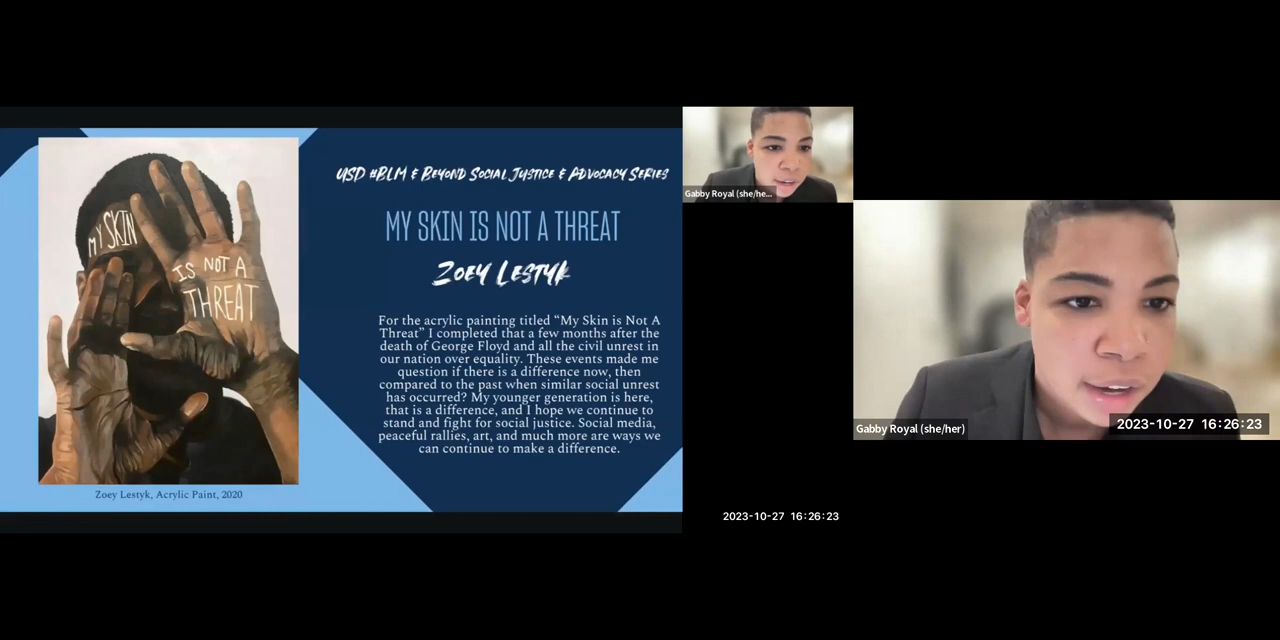 MY SKIN
IS NOT A
THREAT
Zoey Lestyk, Acrylic Paint, 2020
USD #BLM & Beyond Social Justice & Advocacy Series
MY SKIN IS NOT A THREAT
Zoey Lestyk
For the acrylic painting titled “My Skin is Not A
Threat” I completed that a few months after the
death of George Floyd and all the civil unrest in
our nation over equality. These events made me
question if there is a difference now, then
compared to the past when similar social unrest
has occurred? My younger generation is here,
that is a difference, and I hope we continue to
stand and fight for social justice. Social media,
peaceful rallies, art, and much more are ways we
can continue to make a difference.
Gabby Royal (she/he...
Gabby Royal (she/her)
2023-10-27 16:26:23
2023-10-27 16:26:23